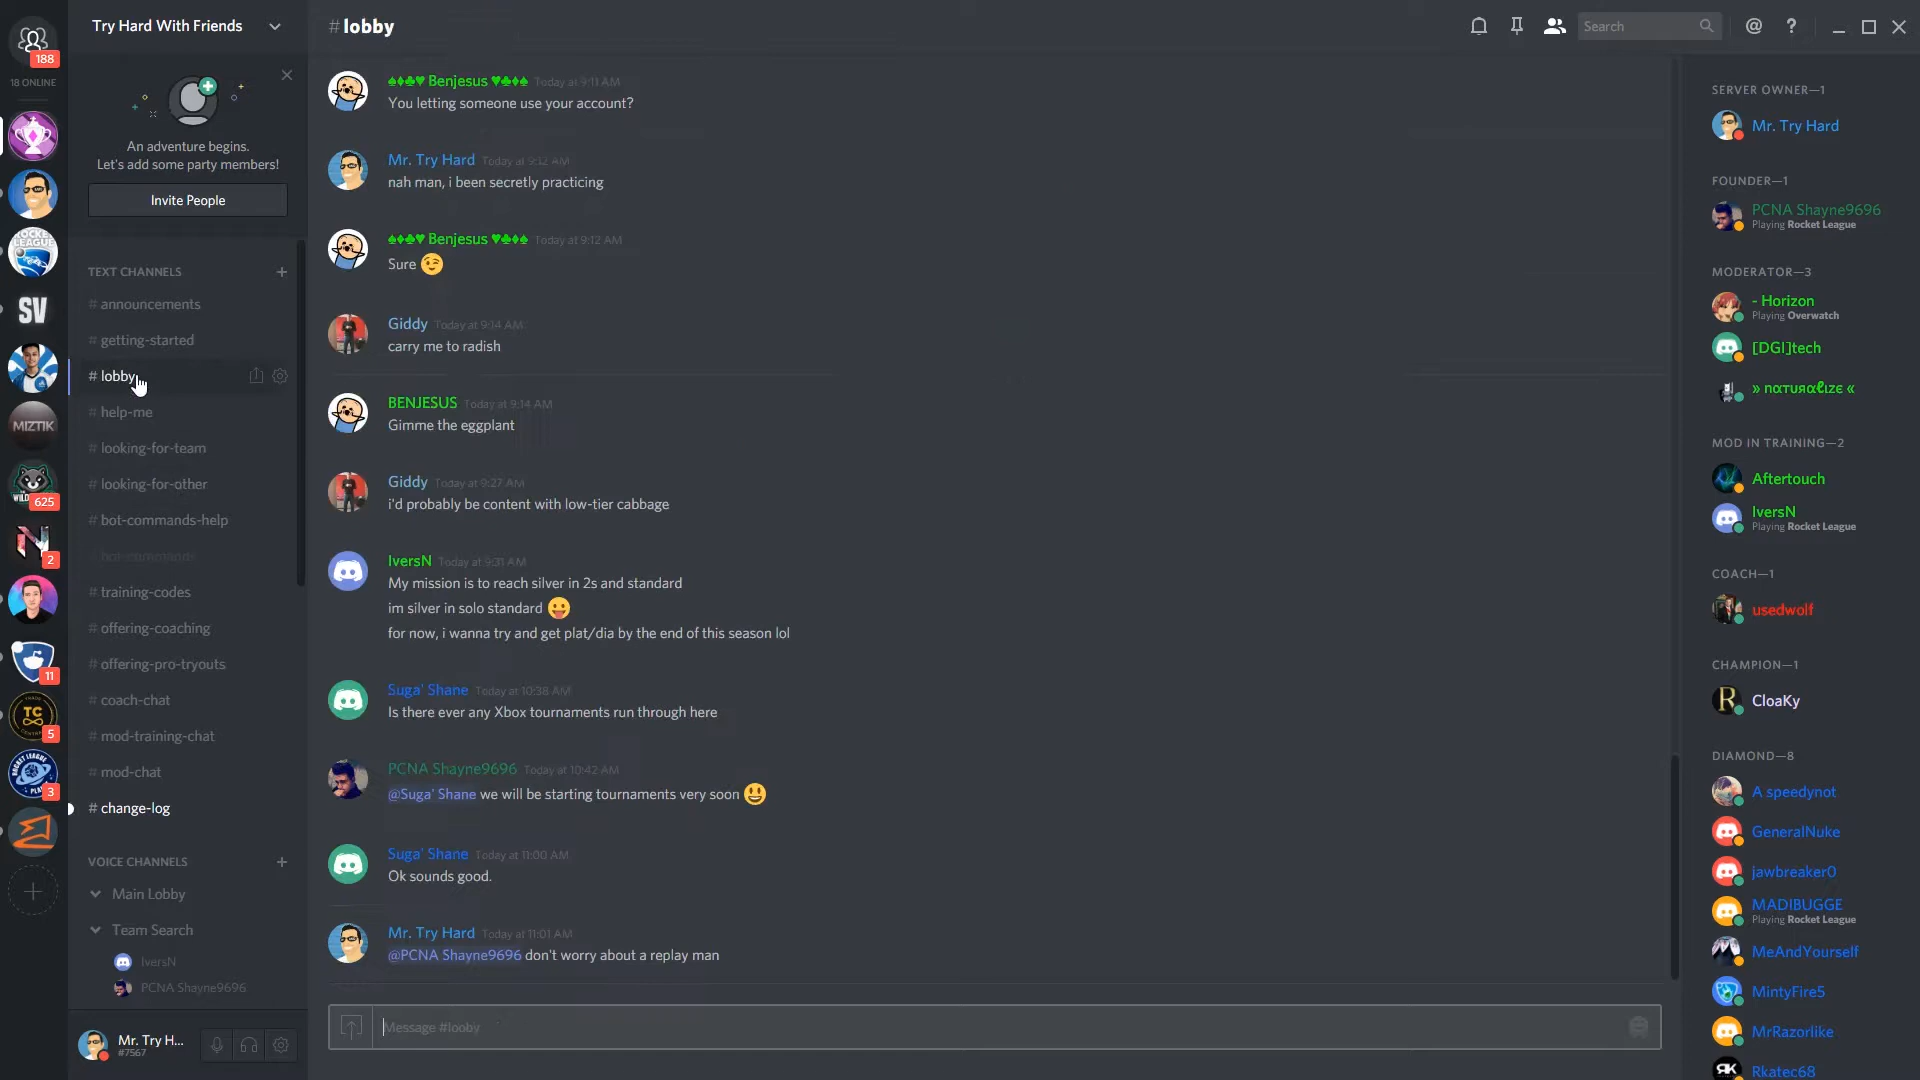 188
18 ONLINE
ROCKET
LEAGUE
SV
MIZTIK
WILD
625
N
2
11
TC
5
3
Try Hard With Friends
An adventure begins.
Let's add some party members!
Invite People
TEXT CHANNELS
# announcements
# getting-started
# lobby
# help-me
# looking-for-team
# looking-for-other
# bot-commands-help
# bot-commands
# training-codes
# offering-coaching
# offering-pro-tryouts
# coach-chat
# mod-training-chat
# mod-chat
# change-log
VOICE CHANNELS
Main Lobby
Team Search
IversN
PCNA Shayne9696
Mr. Try H...
#7567
#lobby
Search
♠♦♣♥ Benjesus ♥♣♦♠ Today at 9:11 AM
You letting someone use your account?
Mr. Try Hard Today at 9:12 AM
nah man, i been secretly practicing
♠♦♣♥ Benjesus ♥♣♦♠ Today at 9:12 AM
Sure 😉
Giddy Today at 9:14 AM
carry me to radish
BENJESUS Today at 9:14 AM
Gimme the eggplant
Giddy Today at 9:27 AM
i'd probably be content with low-tier cabbage
IversN Today at 9:31 AM
My mission is to reach silver in 2s and standard
im silver in solo standard 😛
for now, i wanna try and get plat/dia by the end of this season lol
Suga' Shane Today at 10:38 AM
Is there ever any Xbox tournaments run through here
PCNA Shayne9696 Today at 10:42 AM
@Suga' Shane we will be starting tournaments very soon 😃
Suga' Shane Today at 11:00 AM
Ok sounds good.
Mr. Try Hard Today at 11:01 AM
@PCNA Shayne9696 don't worry about a replay man
Message #lobby
SERVER OWNER—1
Mr. Try Hard
FOUNDER—1
PCNA Shayne9696
Playing Rocket League
MODERATOR—3
- Horizon
Playing Overwatch
[DGI]tech
» nατυяαℓιzε «
MOD IN TRAINING—2
Aftertouch
IversN
Playing Rocket League
COACH—1
usedwolf
CHAMPION—1
CloaKy
DIAMOND—8
A speedynot
GeneralNuke
jawbreaker0
MADIBUGGE
Playing Rocket League
MeAndYourself
MintyFire5
MrRazorlike
Rkatec68